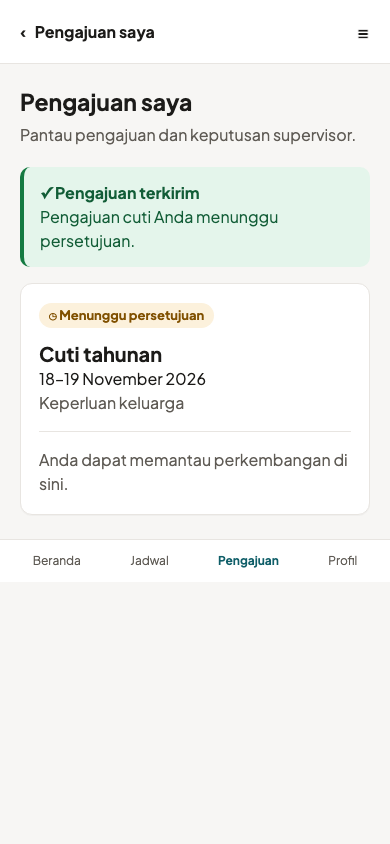 ‹ Pengajuan saya ≡
Pengajuan saya
Pantau pengajuan dan keputusan supervisor.
✓Pengajuan terkirim
Pengajuan cuti Anda menunggu
persetujuan.
◷ Menunggu persetujuan
Cuti tahunan
18–19 November 2026
Keperluan keluarga
Anda dapat memantau perkembangan di
sini.
Beranda Jadwal Pengajuan Profil